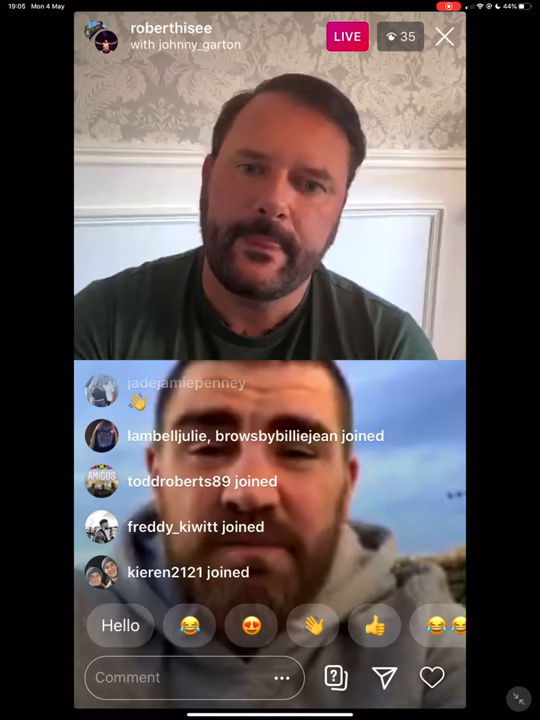 19:05 Mon 4 May
44%
roberthisee
with johnny_garton
LIVE
35
jadejamiepenney
lambelljulie, browsbybilliejean joined
AMIGOS
toddroberts89 joined
freddy_kiwitt joined
kieren2121 joined
Hello
Comment